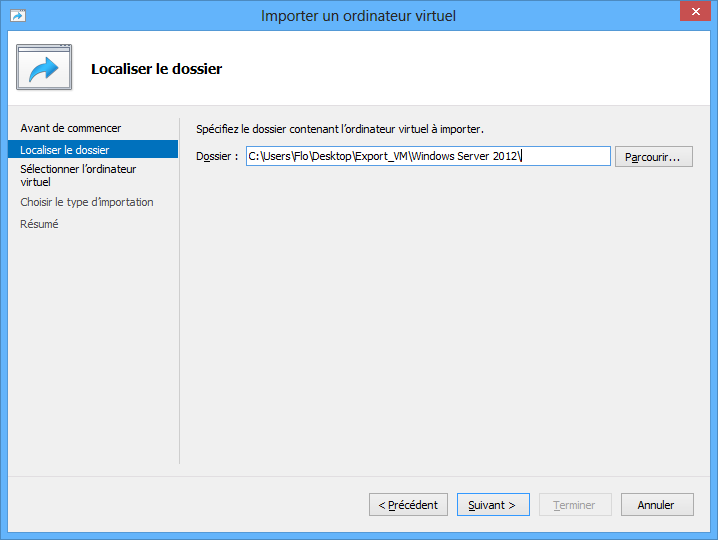 Importer un ordinateur virtuel
Localiser le dossier
Avant de commencer
Localiser le dossier
Sélectionner l'ordinateur
virtuel
Choisir le type d'importation
Résumé
Spécifiez le dossier contenant l'ordinateur virtuel à importer.
Dossier : C:\Users\Flo\Desktop\Export_VM\Windows Server 2012\ Parcourir...
< Précédent Suivant > Terminer Annuler